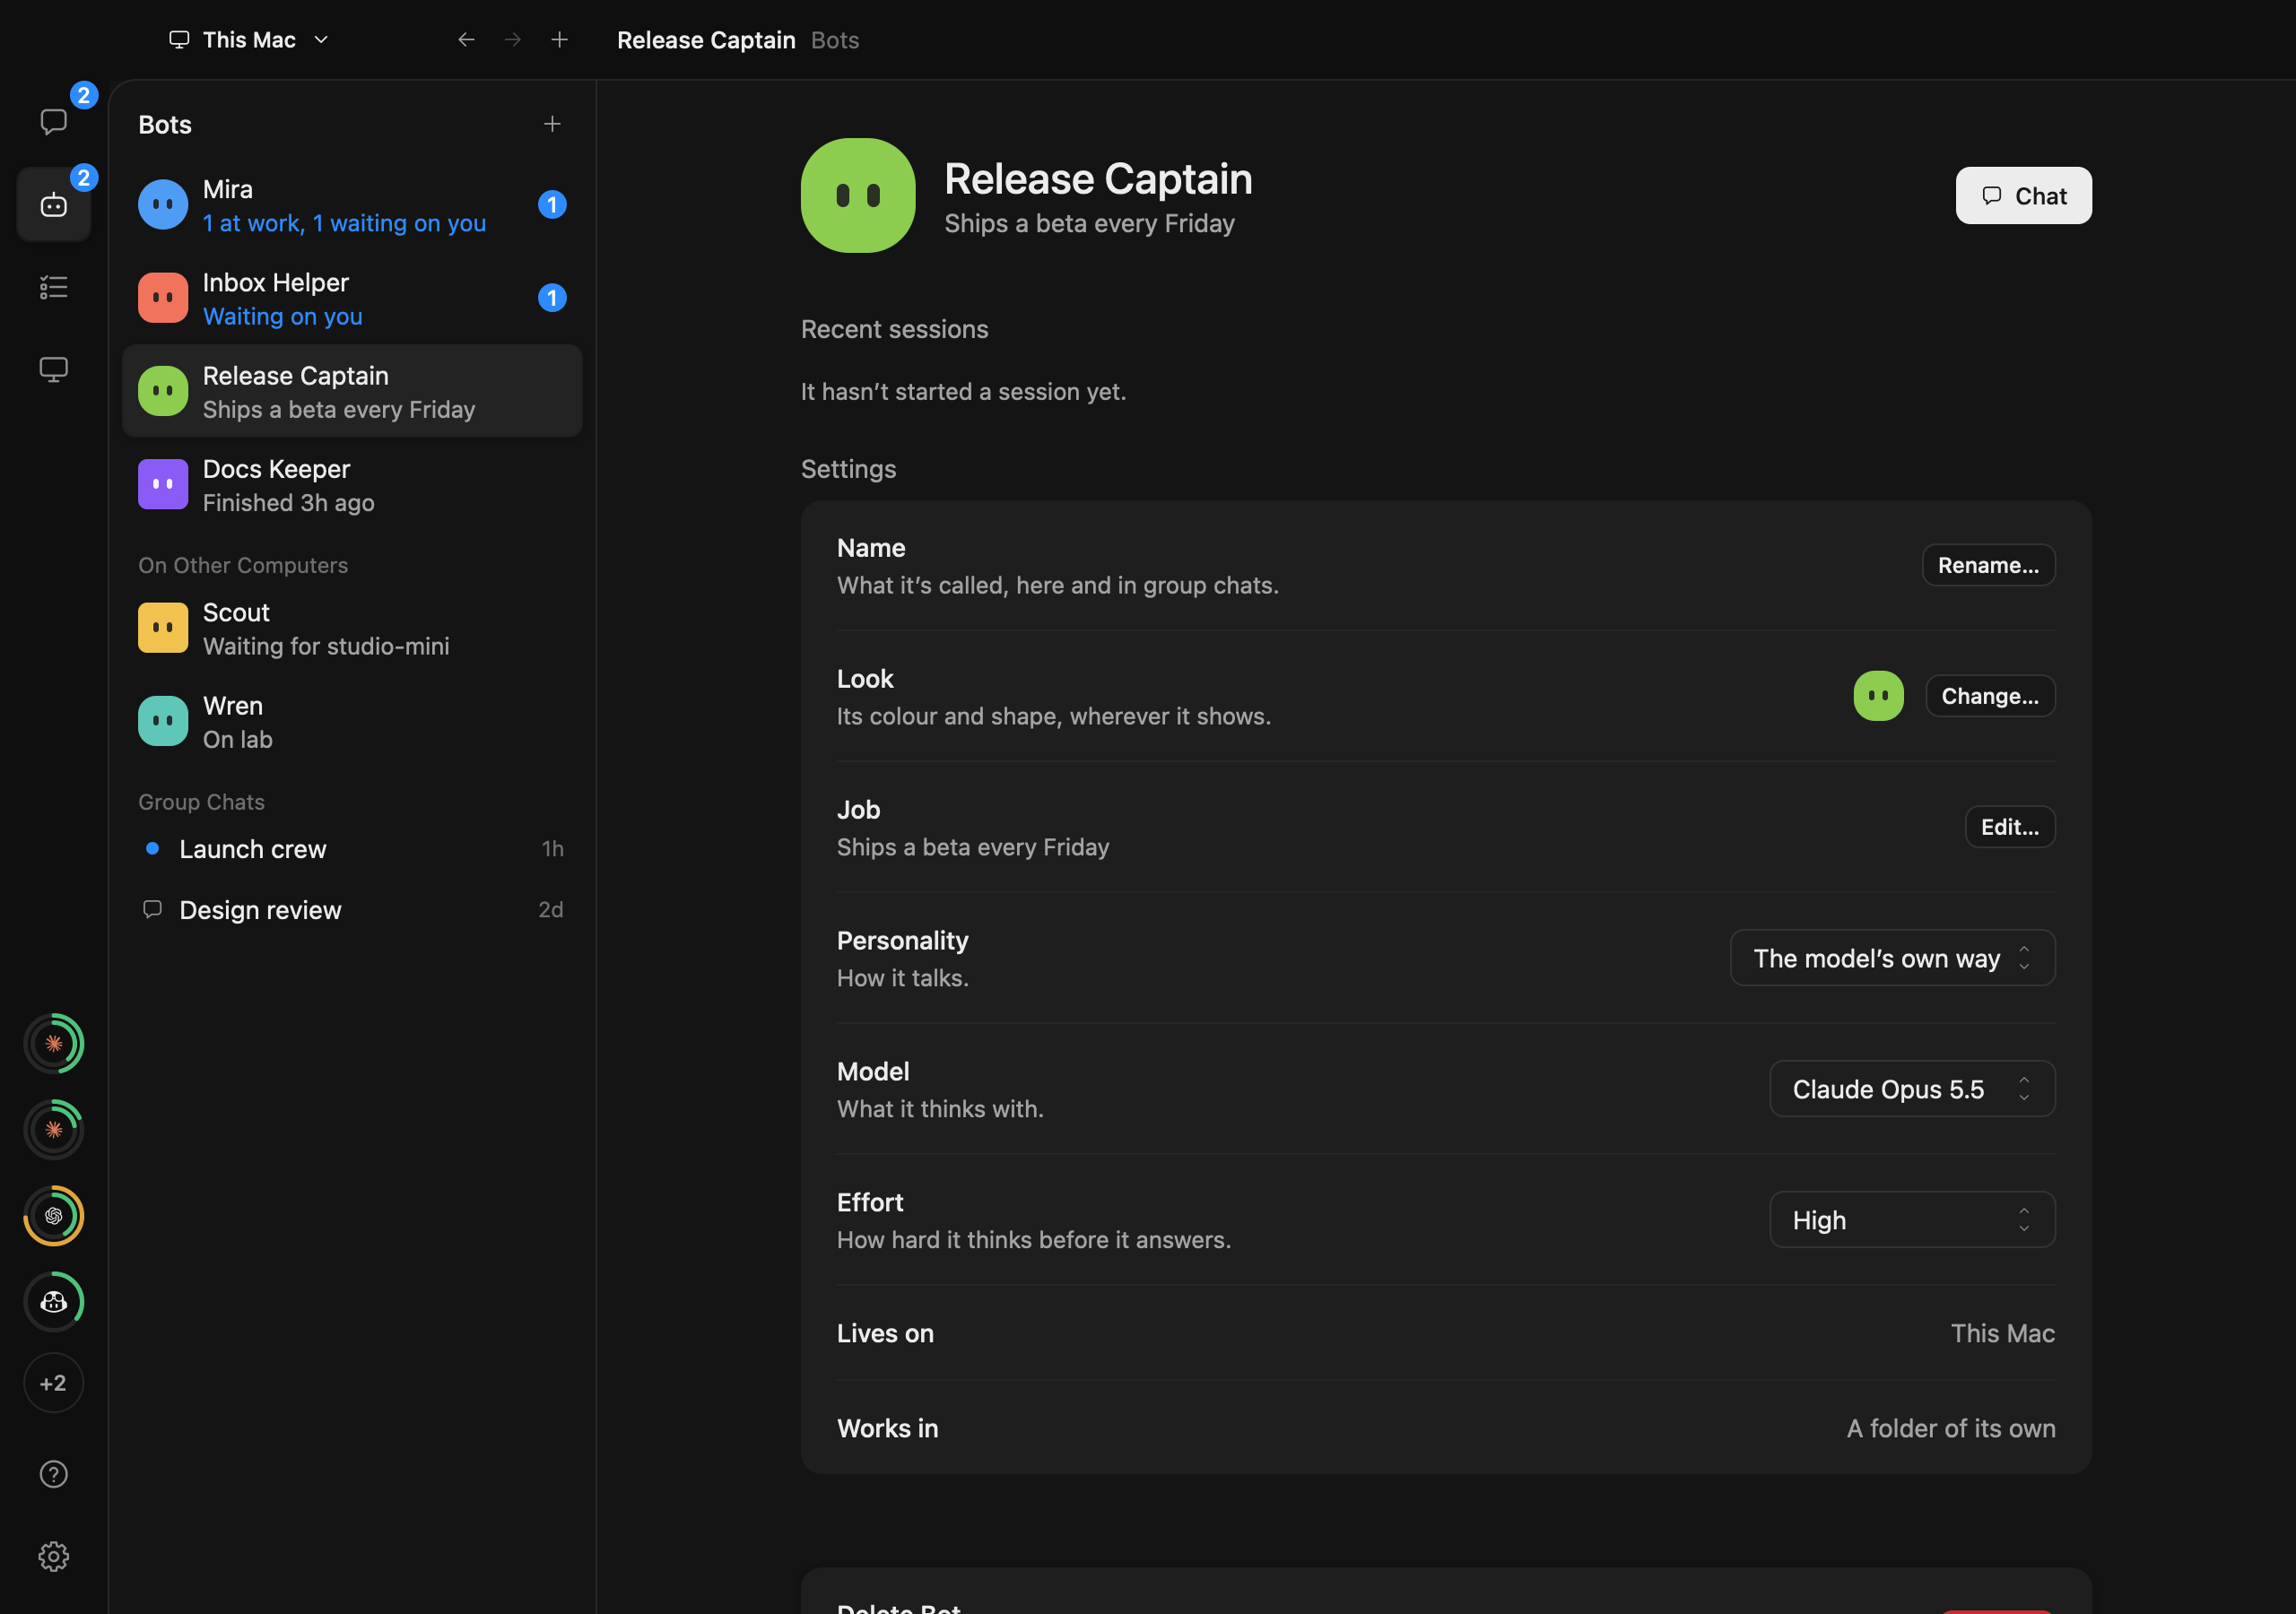 This Mac
Release Captain Bots
2
2
Bots
Mira
1 at work, 1 waiting on you
1
Inbox Helper
Waiting on you
1
Release Captain
Ships a beta every Friday
Docs Keeper
Finished 3h ago
On Other Computers
Scout
Waiting for studio-mini
Wren
On lab
Group Chats
Launch crew 1h
Design review 2d
+2
Release Captain
Ships a beta every Friday
Chat
Recent sessions
It hasn’t started a session yet.
Settings
Name
What it’s called, here and in group chats.
Rename...
Look
Its colour and shape, wherever it shows.
Change...
Job
Ships a beta every Friday
Edit...
Personality
How it talks.
The model’s own way
Model
What it thinks with.
Claude Opus 5.5
Effort
How hard it thinks before it answers.
High
Lives on
This Mac
Works in
A folder of its own
Delete Bot